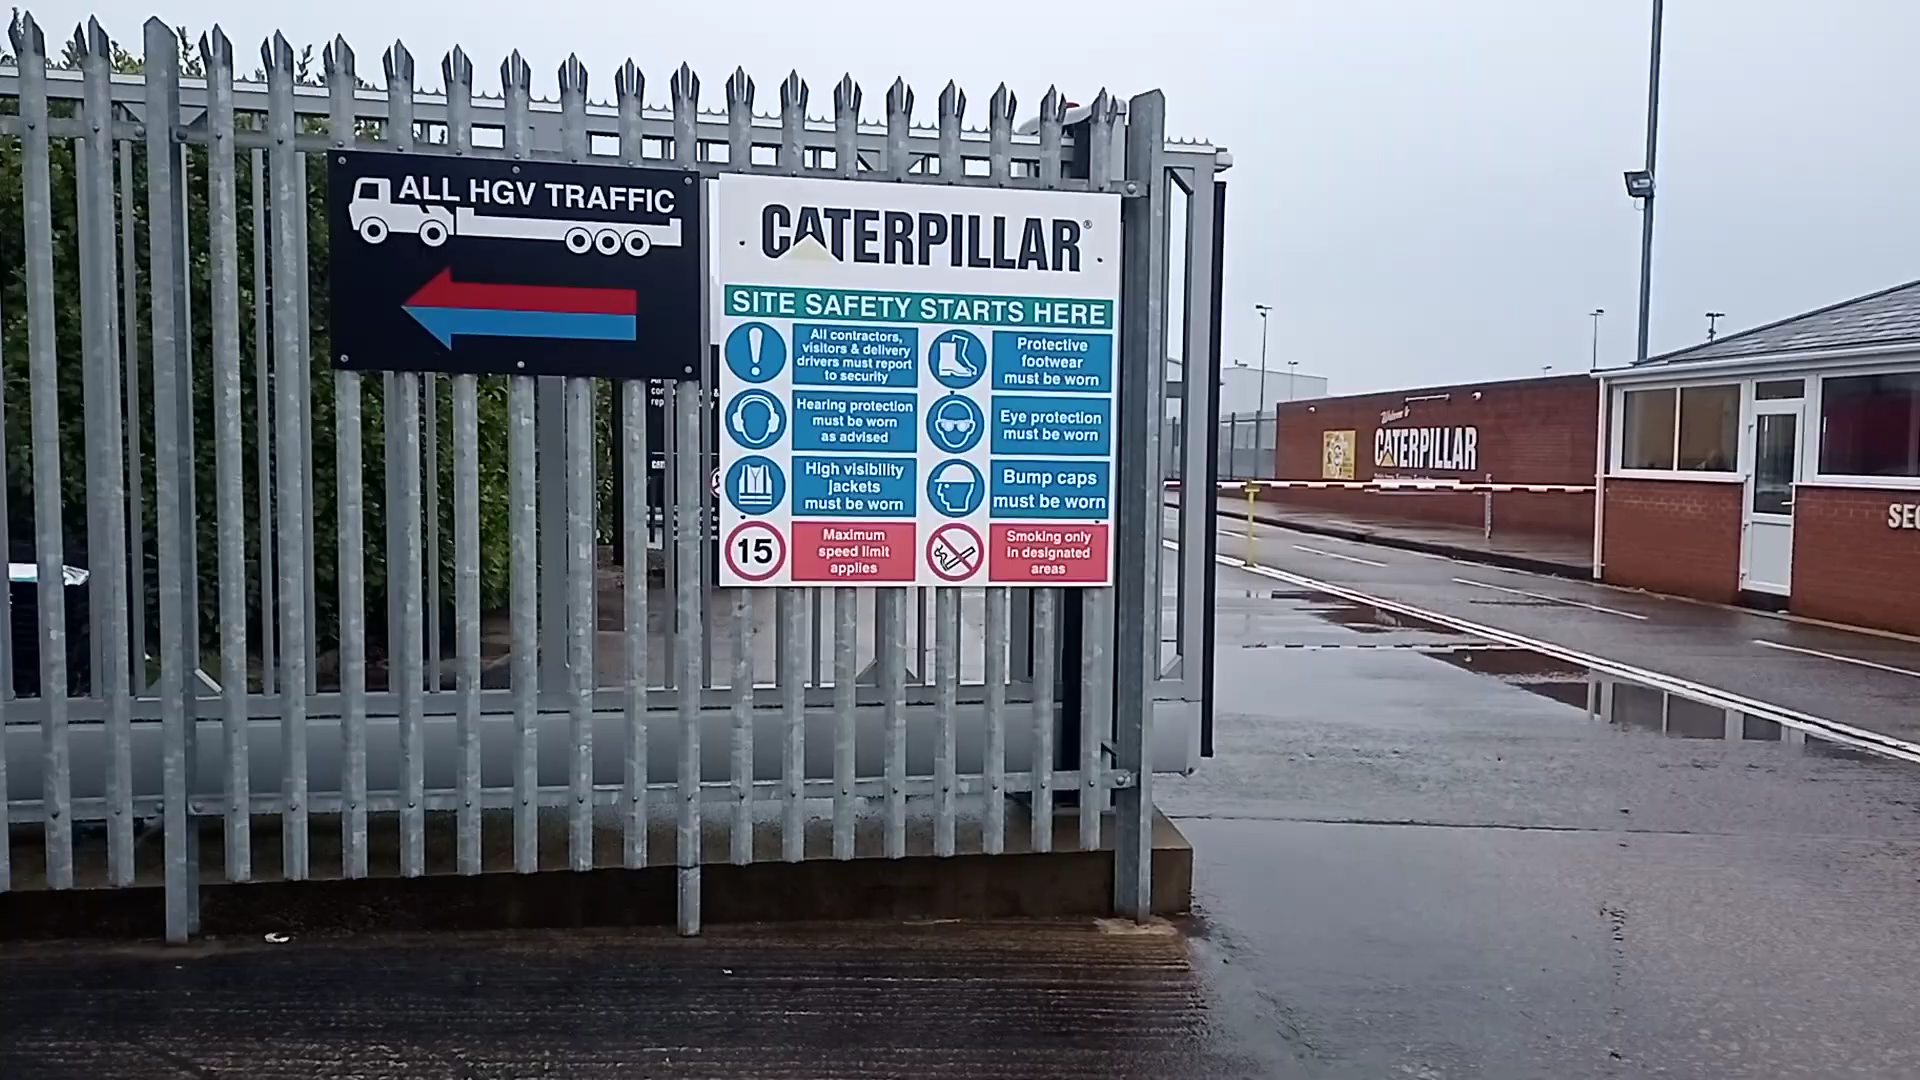 ALL HGV TRAFFIC
CATERPILLAR®
SITE SAFETY STARTS HERE
All contractors,
visitors & delivery
drivers must report
to security
Protective
footwear
must be worn
Hearing protection
must be worn
as advised
Eye protection
must be worn
High visibility
jackets
must be worn
Bump caps
must be worn
15
Maximum
speed limit
applies
Smoking only
in designated
areas
Welcome to
CATERPILLAR